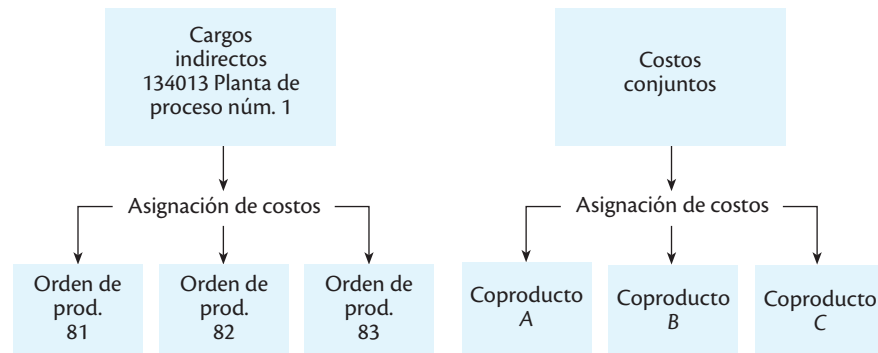 Cargos
indirectos
134013 Planta de
proceso núm. 1
Asignación de costos
Orden de
prod.
81
Orden de
prod.
82
Orden de
prod.
83
Costos
conjuntos
Asignación de costos
Coproducto
A
Coproducto
B
Coproducto
C